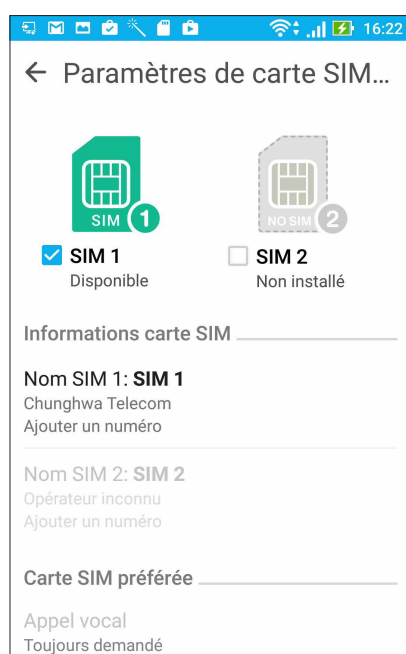 16:22
Paramètres de carte SIM...
SIM 1
NO SIM 2
SIM 1
Disponible
SIM 2
Non installé
Informations carte SIM
Nom SIM 1: SIM 1
Chunghwa Telecom
Ajouter un numéro
Nom SIM 2: SIM 2
Opérateur inconnu
Ajouter un numéro
Carte SIM préférée
Appel vocal
Toujours demandé